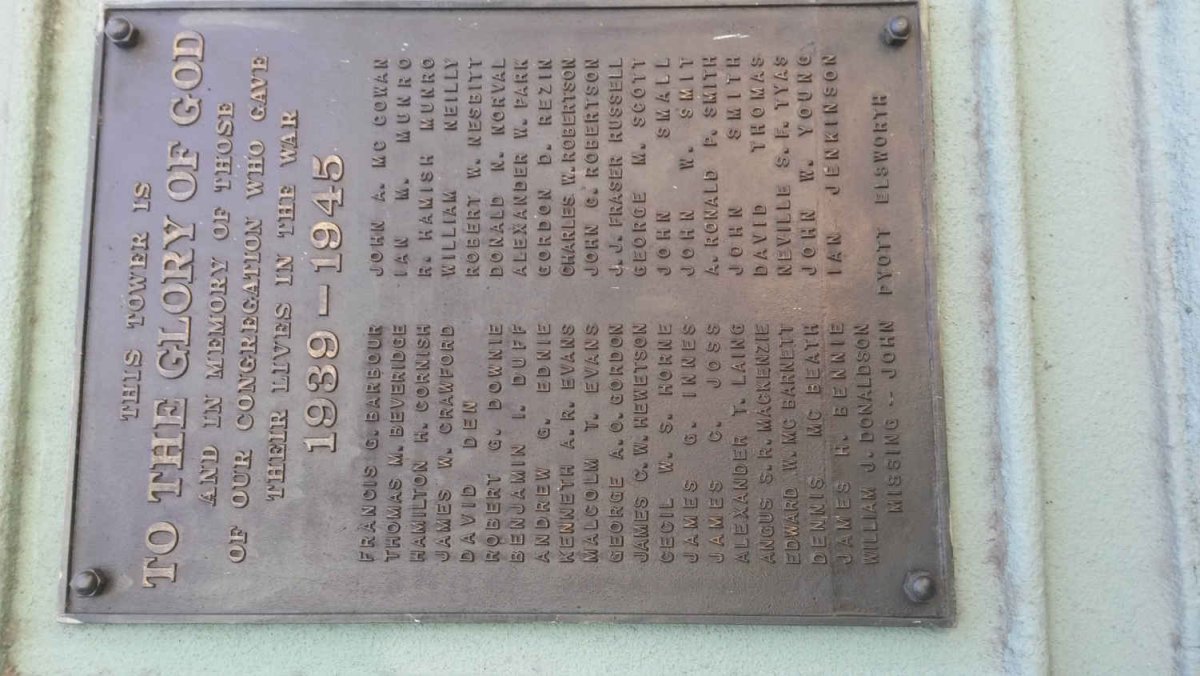 THIS TOWER IS
TO THE GLORY OF GOD
AND IN MEMORY OF THOSE
OF OUR CONGREGATION WHO GAVE
THEIR LIVES IN THE WAR
1939-1945
FRANCIS G. BARBOUR
THOMAS M. BEVERIDGE
HAMILTON H. CORNISH
JAMES W. CRAWFORD
DAVID DEN
ROBERT G. DOWNIE
BENJAMIN I. DUFF
ANDREW G. EDNIE
KENNETH A.R. EVANS
MALCOLM T. EVANS
GEORGE A.O. GORDON
JAMES C.W. HEWETSON
CECIL W. S. HORNE
JAMES G. INNES
JAMES C. JOSS
ALEXANDER T. LAING
ANGUS S.R. MACKENZIE
EDWARD W. MC BARNETT
DENNIS MC BEATH
JAMES H. BENNIE
WILLIAM J. DONALDSON
JOHN A. MC COWAN
IAN M. MUNRO
R. HAMISH MUNRO
WILLIAM NEILY
ROBERT W. NESBITT
DONALD N. NORVAL
ALEXANDER W. PARK
GORDON D. REZIN
CHARLES W. ROBERTSON
JOHN G. ROBERTSON
J.J. FRASER RUSSELL
GEORGE M. SCOTT
JOHN SMALL
JOHN W. SMIT
A. RONALD P. SMITH
JOHN SMITH
DAVID THOMAS
NEVILLE S.F. TYAS
JOHN W. YOUNG
IAN JENKINSON
MISSING -- JOHN PYOTT ELSWORTH